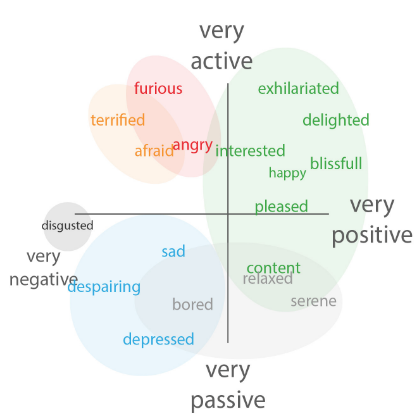 very
active
furious
exhilariated
terrified
delighted
angry
afraid
interested
blissfull
happy
pleased
very
positive
disgusted
very
negative
sad
content
relaxed
despairing
bored
serene
depressed
very
passive